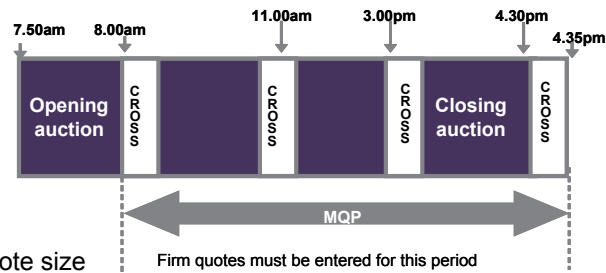 11.00am 3.00pm 4.30pm
7.50am 8.00am 4.35pm
Opening
auction
CROSS
CROSS
CROSS
Closing
auction
CROSS
MQP
ote size
Firm quotes must be entered for this period